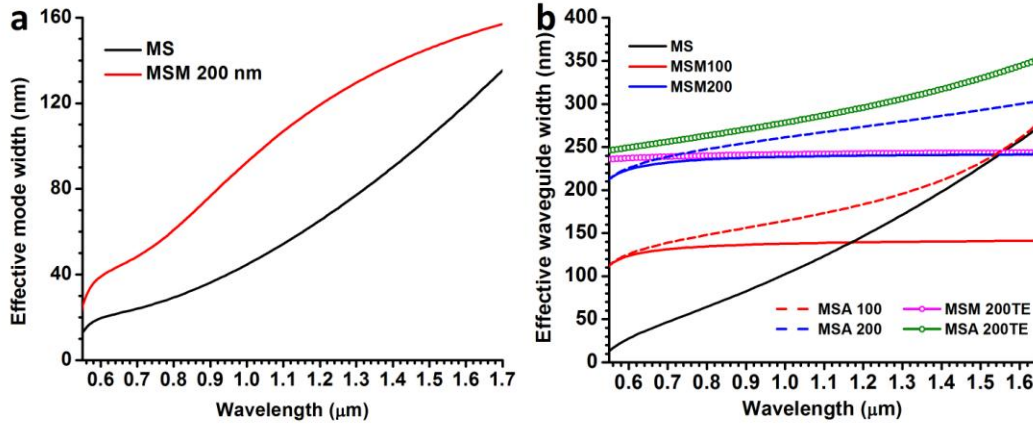 a
Effective mode width (nm)
160
120
80
40
0
MS
MSM 200 nm
0.6 0.7 0.8 0.9 1.0 1.1 1.2 1.3 1.4 1.5 1.6 1.7
Wavelength (μm)
b
Effective waveguide width (nm)
400
350
300
250
200
150
100
50
0
MS
MSM100
MSM200
MSA 100
MSA 200
MSM 200TE
MSA 200TE
0.6 0.7 0.8 0.9 1.0 1.1 1.2 1.3 1.4 1.5 1.6
Wavelength (μm)